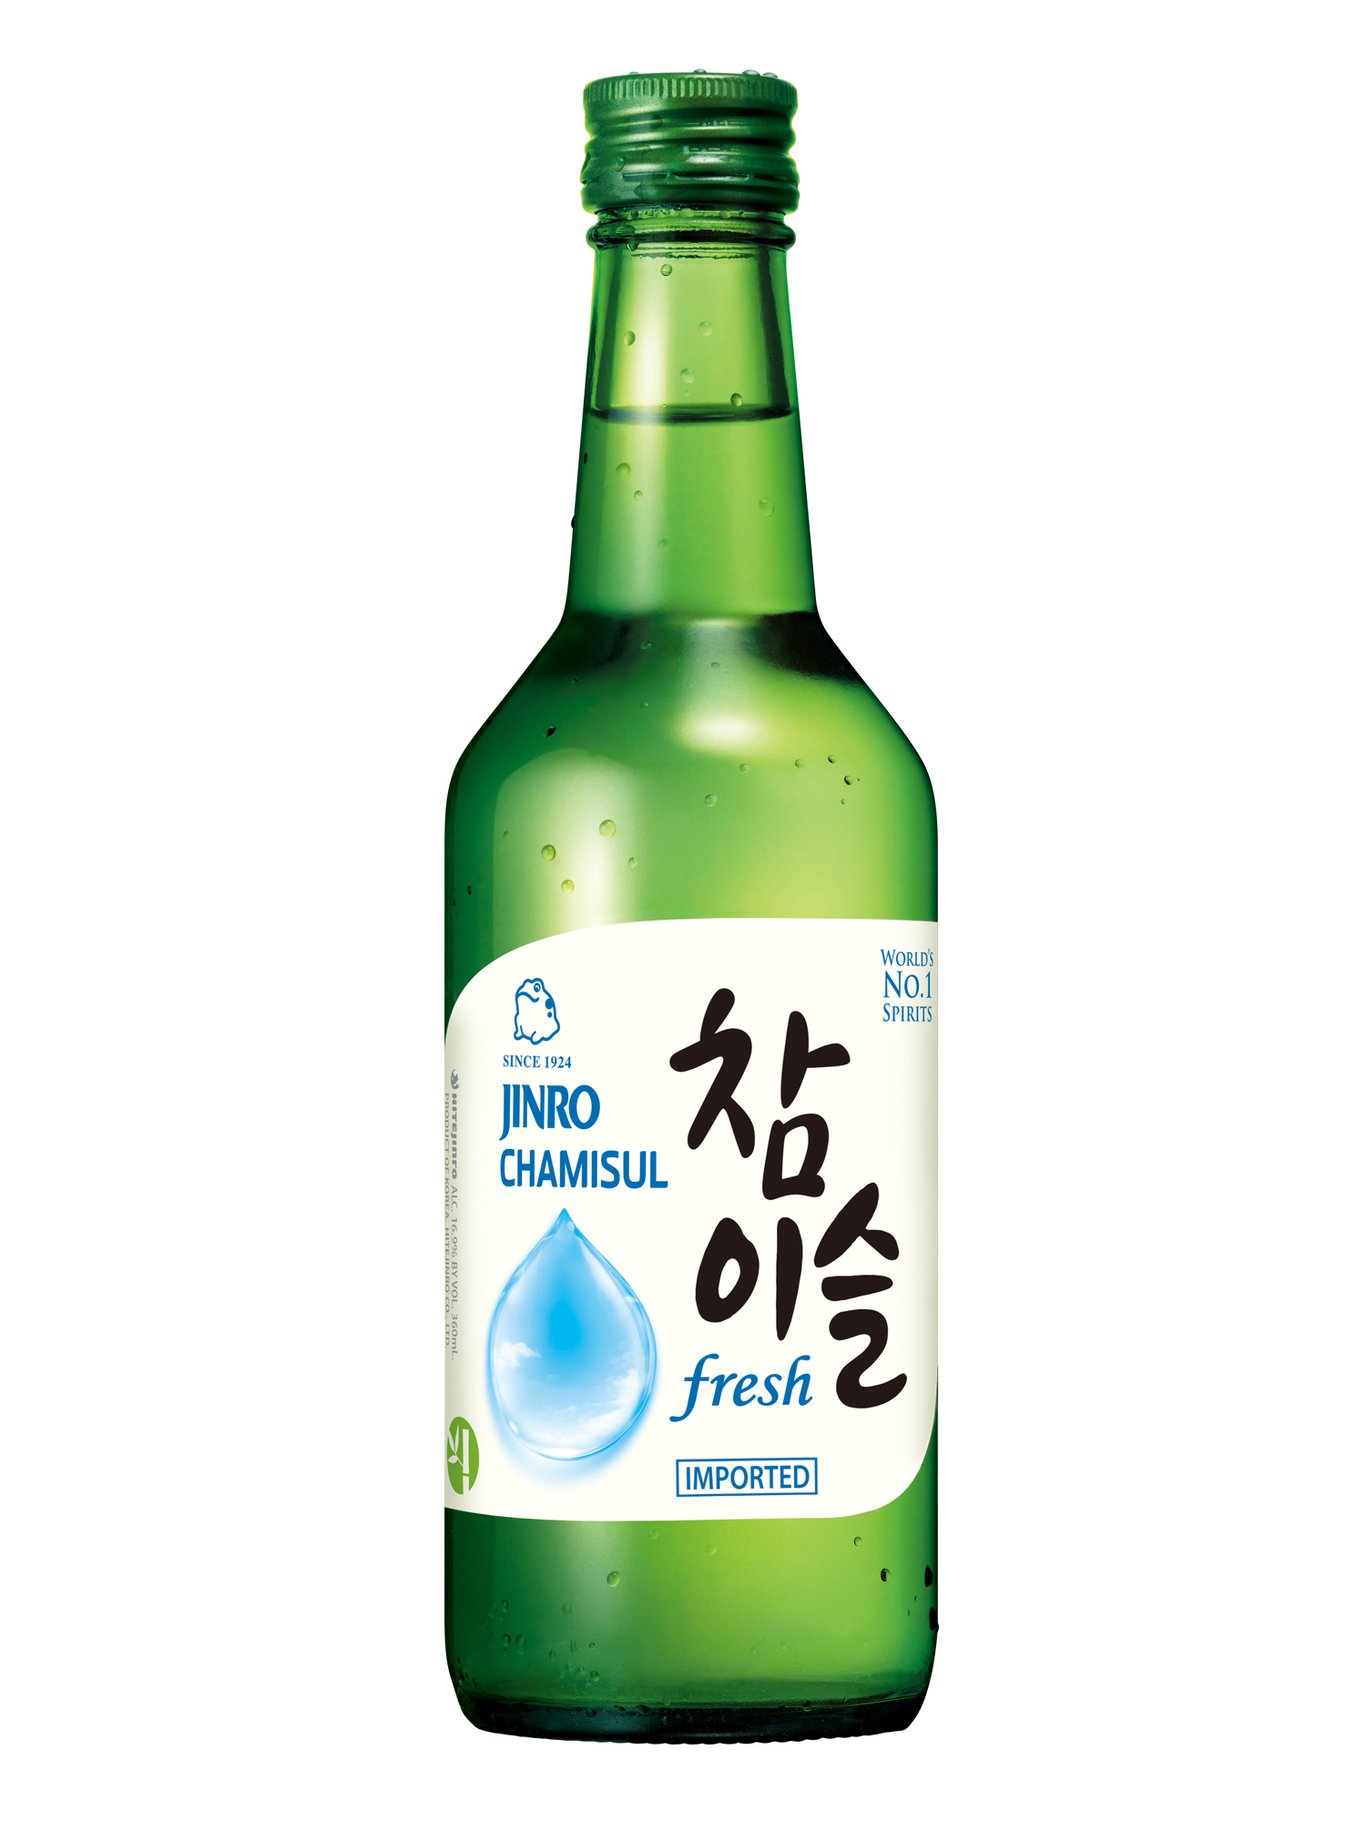 WORLD'S
NO.1
SPIRITS
SINCE 1924
JINRO
CHAMISUL
참
이슬
fresh
IMPORTED
HITEJINRO ALC. 16.9% BY VOL. 360mL.
PRODUCT OF KOREA. HITEJINRO CO., LTD.